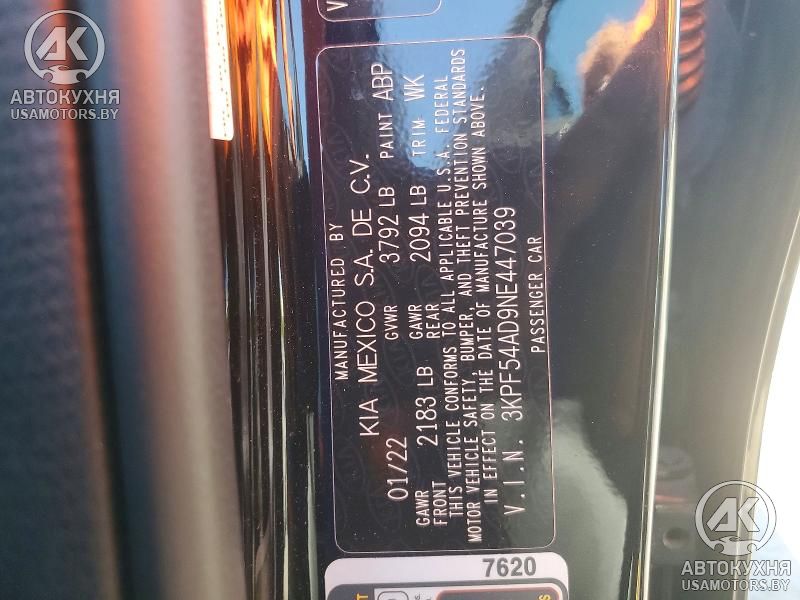 MANUFACTURED BY
KIA MEXICO S.A. DE C.V.
01/22 GVWR 3792 LB PAINT ABP
GAWR FRONT 2183 LB GAWR REAR 2094 LB TRIM WK
THIS VEHICLE CONFORMS TO ALL APPLICABLE U.S.A. FEDERAL
MOTOR VEHICLE SAFETY, BUMPER, AND THEFT PREVENTION STANDARDS
IN EFFECT ON THE DATE OF MANUFACTURE SHOWN ABOVE.
V.I.N. 3KPF54AD9NE447039
PASSENGER CAR
7620
АВТОКУХНЯ
USAMOTORS.BY
АВТОКУХНЯ
USAMOTORS.BY